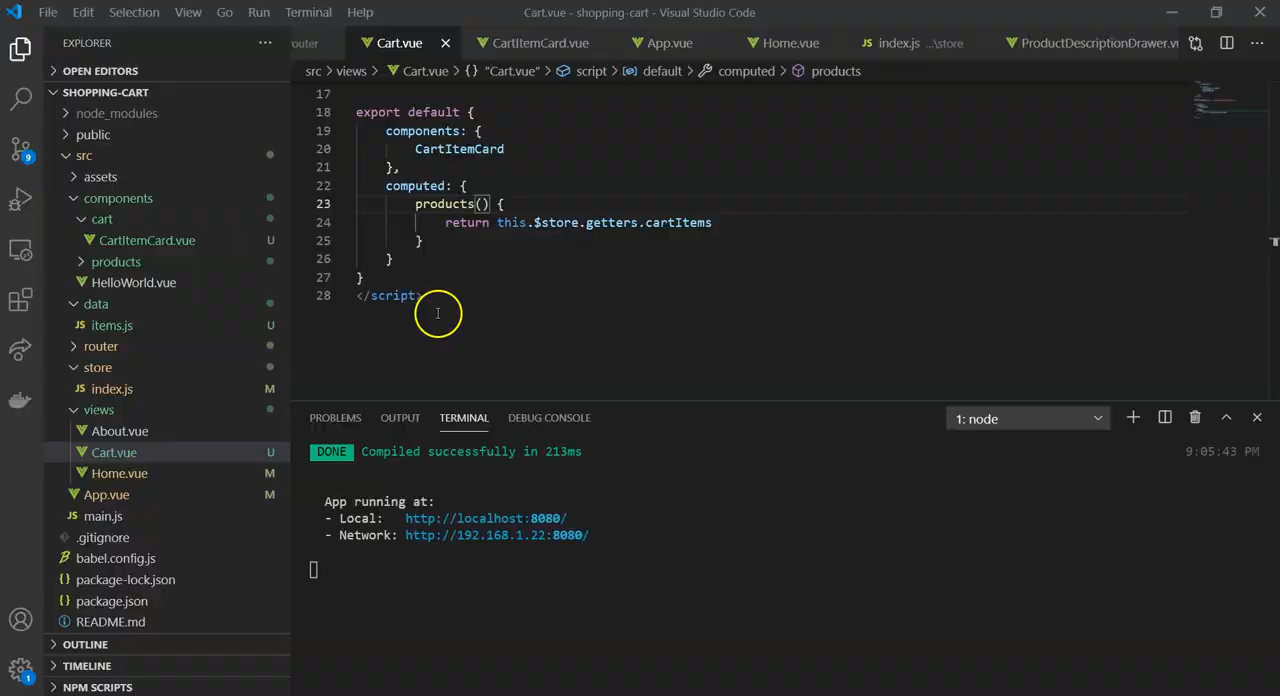 File Edit Selection View Go Run Terminal Help
Cart.vue - shopping-cart - Visual Studio Code
EXPLORER
OPEN EDITORS
SHOPPING-CART
node_modules
public
src
assets
components
cart
CartItemCard.vue U
products
HelloWorld.vue
data
items.js U
router
store
index.js M
views
About.vue
Cart.vue U
Home.vue M
App.vue M
main.js
.gitignore
babel.config.js
package-lock.json
package.json
README.md
OUTLINE
TIMELINE
NPM SCRIPTS
9
1
router Cart.vue CartItemCard.vue App.vue Home.vue JS index.js ...\store ProductDescriptionDrawer.vu
src > views > Cart.vue > {} "Cart.vue" > script > default > computed > products
17
18 export default {
19 components: {
20 CartItemCard
21 },
22 computed: {
23 products() {
24 return this.$store.getters.cartItems
25 }
26 }
27 }
28 </script>
PROBLEMS OUTPUT TERMINAL DEBUG CONSOLE 1: node
DONE Compiled successfully in 213ms 9:05:43 PM
App running at:
- Local: http://localhost:8080/
- Network: http://192.168.1.22:8080/